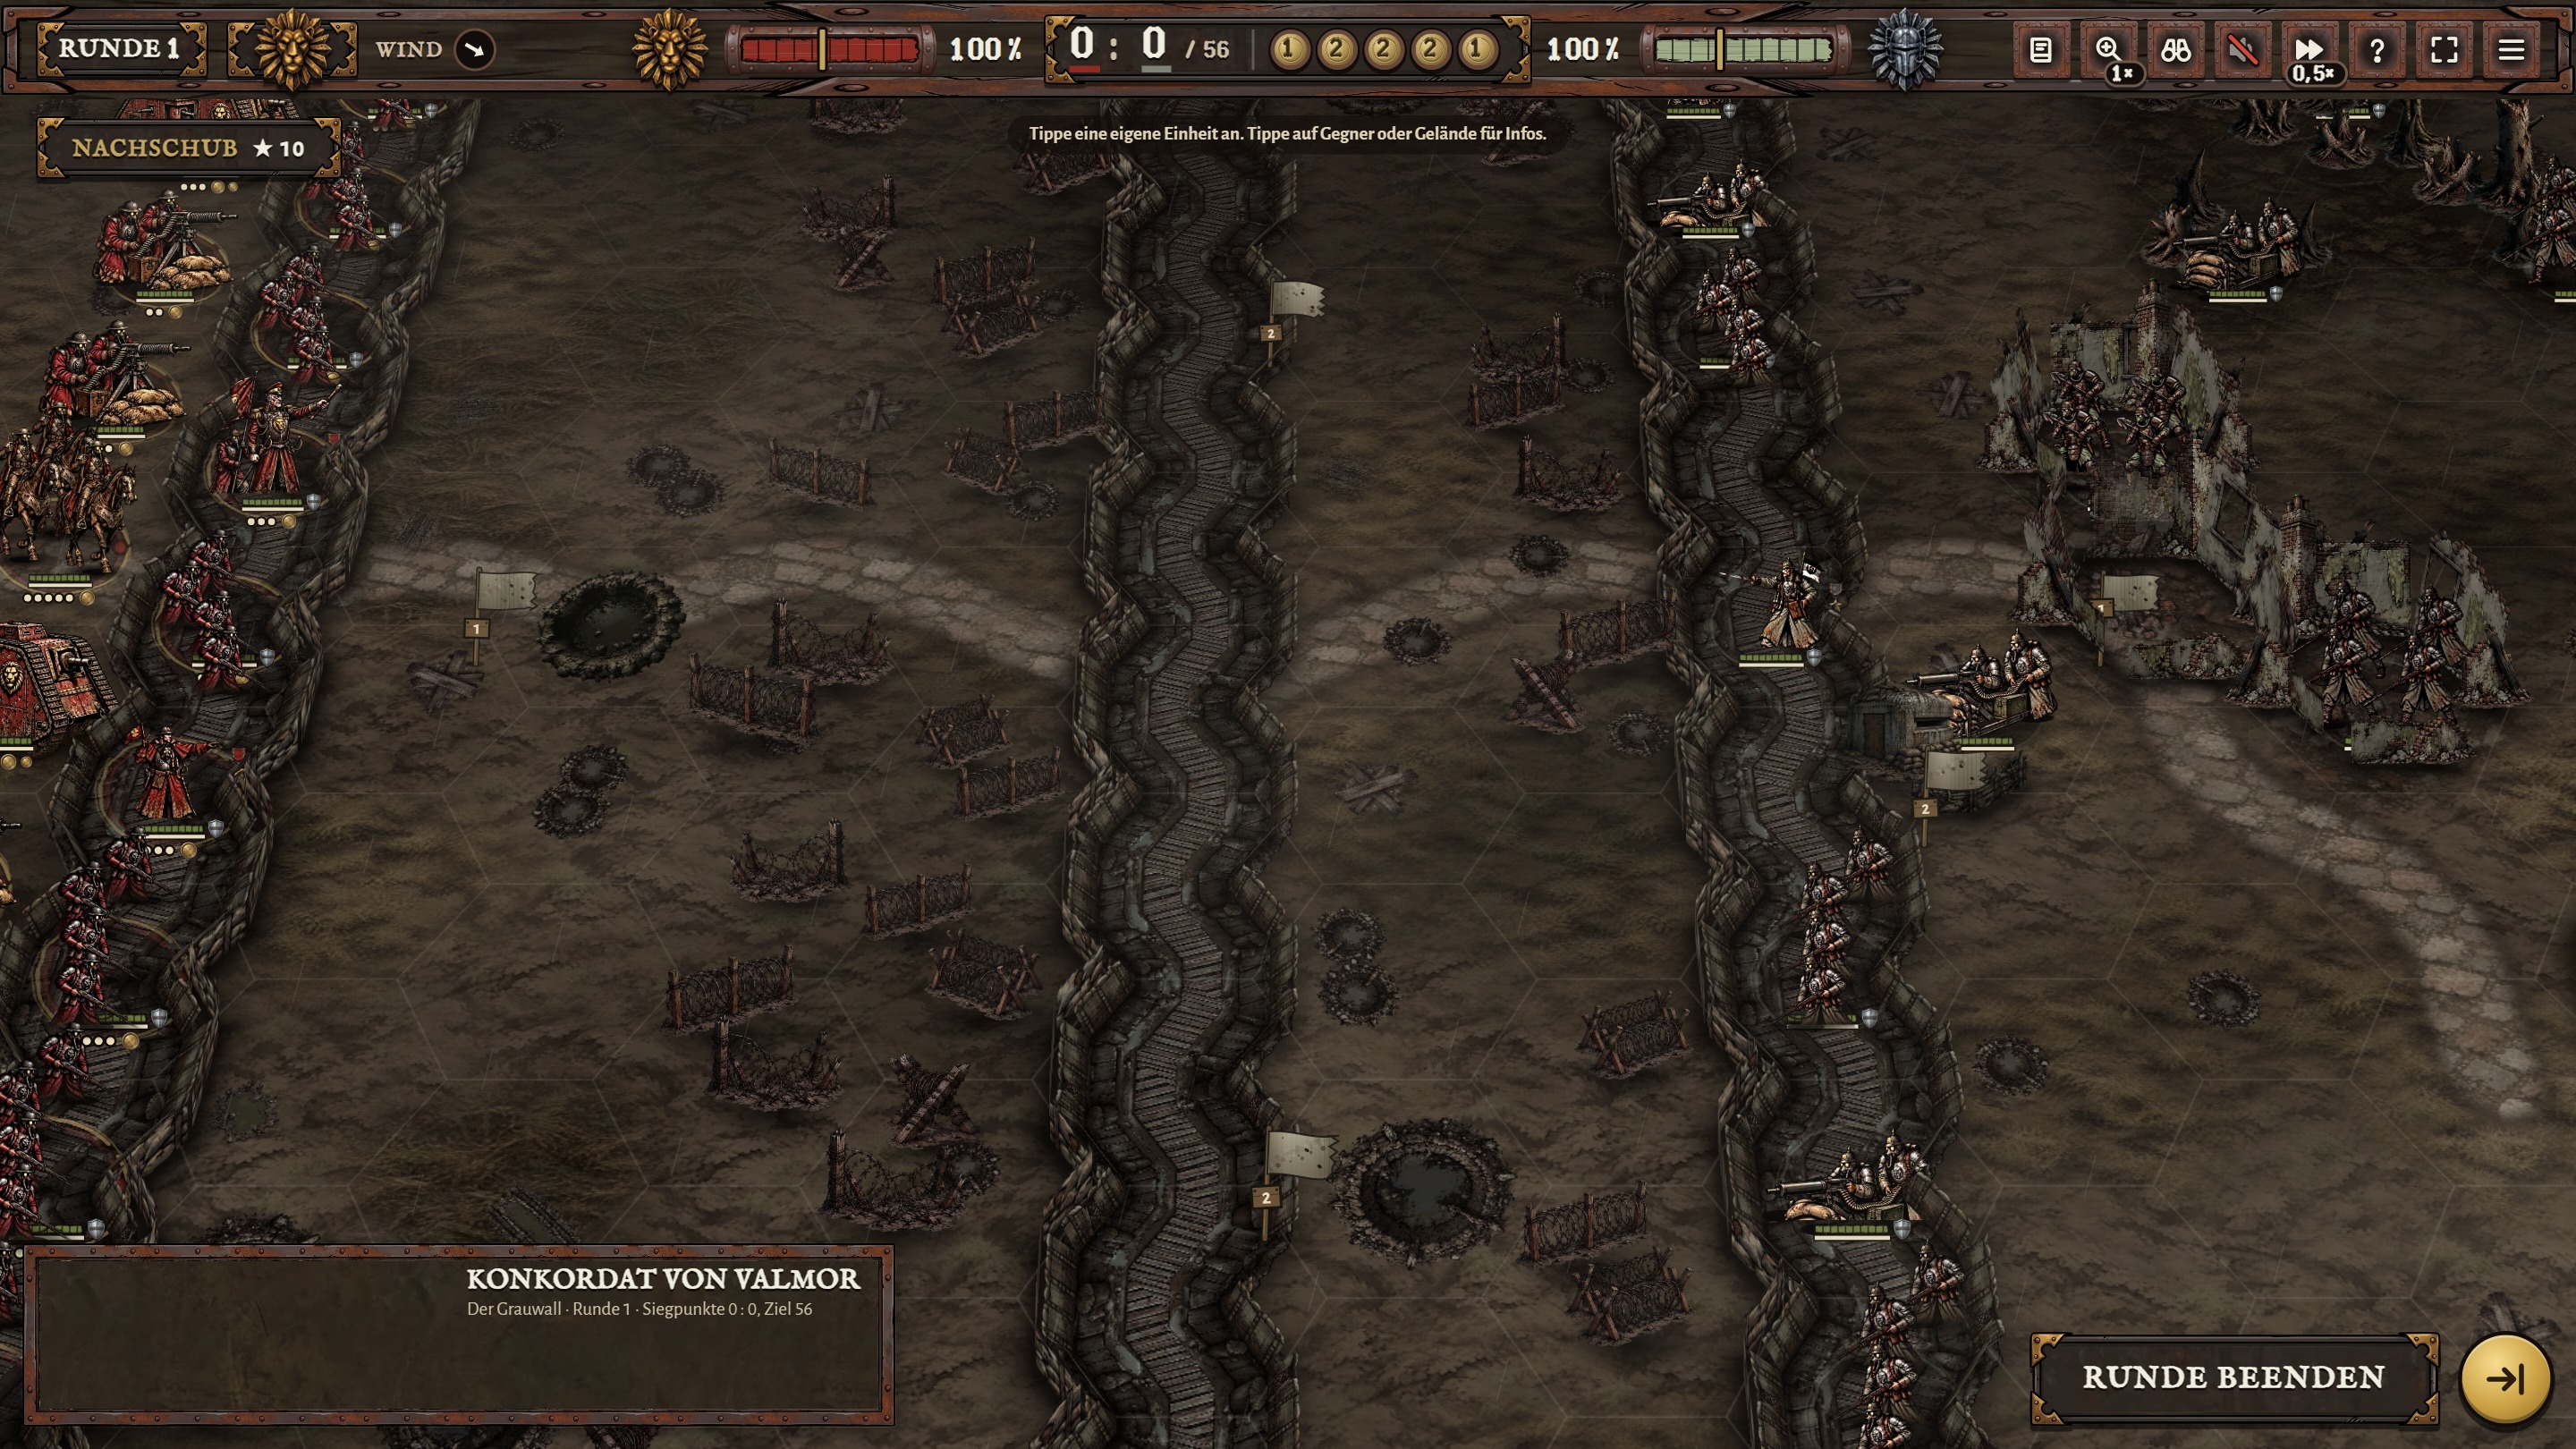 RUNDE 1
WIND
100 %
0 : 0 / 56
1 2 2 2 1
100 %
1×
0,5×
?
NACHSCHUB ★ 10
Tippe eine eigene Einheit an. Tippe auf Gegner oder Gelände für Infos.
2
1
1
2
2
KONKORDAT VON VALMOR
Der Grauwall · Runde 1 · Siegpunkte 0 : 0, Ziel 56
RUNDE BEENDEN